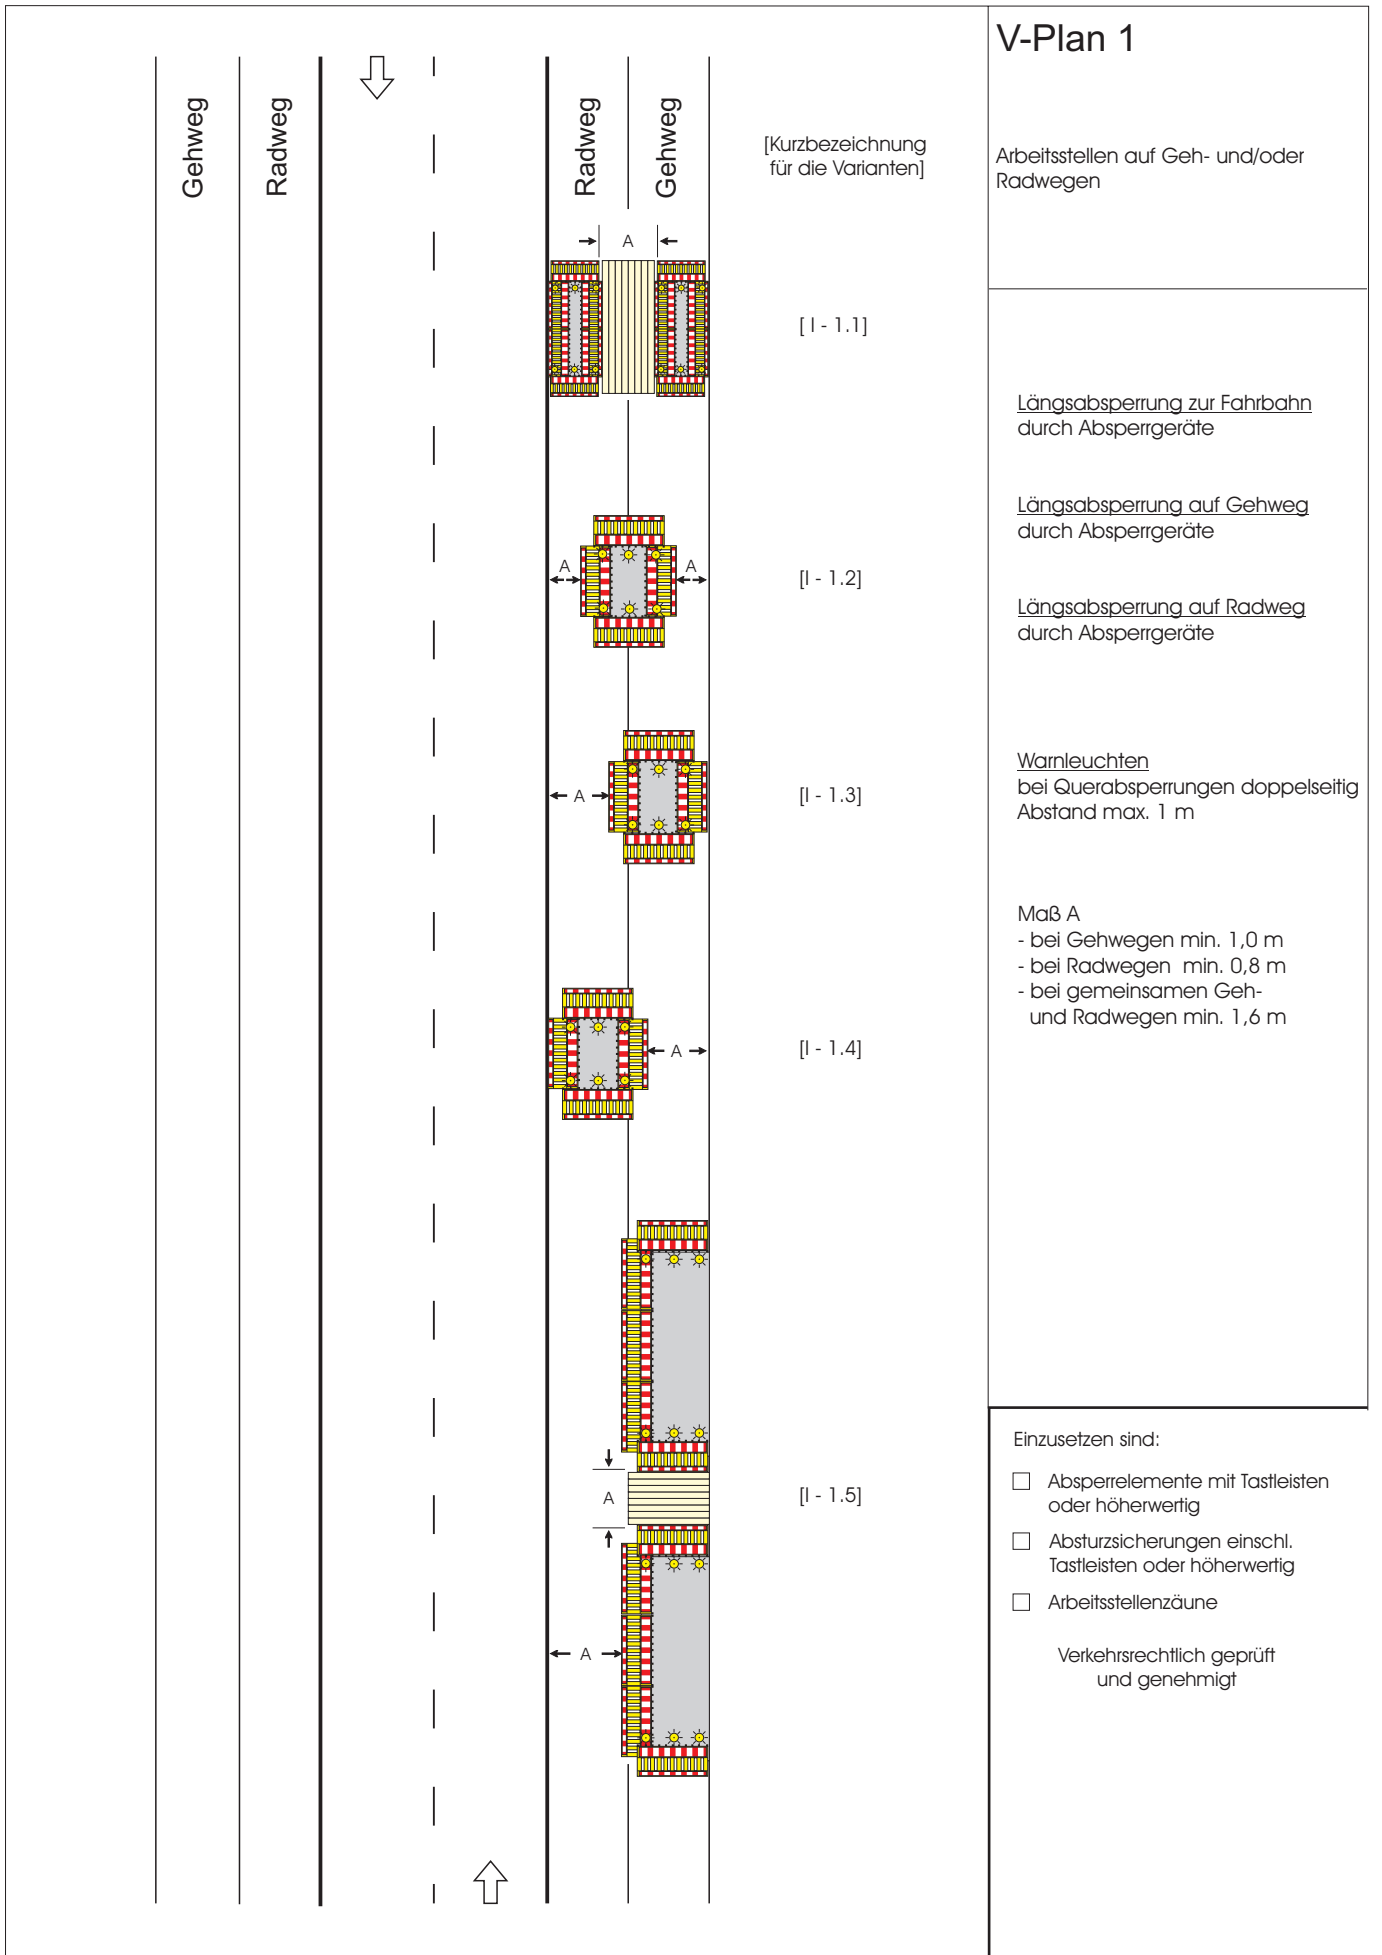 V-Plan 1
Gehweg
Radweg
Radweg
Gehweg
[Kurzbezeichnung
für die Varianten]
Arbeitsstellen auf Geh- und/oder
Radwegen
A
[ I - 1.1]
Längsabsperrung zur Fahrbahn
durch Absperrgeräte
Längsabsperrung auf Gehweg
durch Absperrgeräte
A
A
[I - 1.2]
Längsabsperrung auf Radweg
durch Absperrgeräte
Warnleuchten
bei Querabsperrungen doppelseitig
Abstand max. 1 m
A
[I - 1.3]
Maß A
- bei Gehwegen min. 1,0 m
- bei Radwegen min. 0,8 m
- bei gemeinsamen Geh-
und Radwegen min. 1,6 m
A
[I - 1.4]
A
[I - 1.5]
A
Einzusetzen sind:
Absperrelemente mit Tastleisten
oder höherwertig
Absturzsicherungen einschl.
Tastleisten oder höherwertig
Arbeitsstellenzäune
Verkehrsrechtlich geprüft
und genehmigt